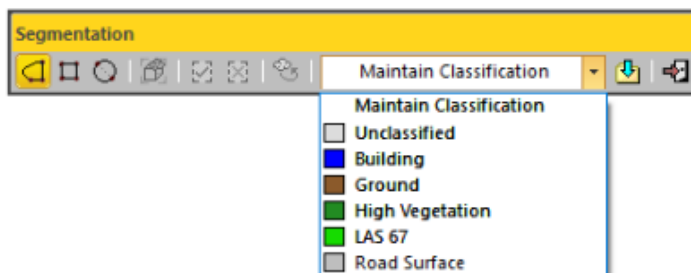 Segmentation
Maintain Classification
Maintain Classification
Unclassified
Building
Ground
High Vegetation
LAS 67
Road Surface